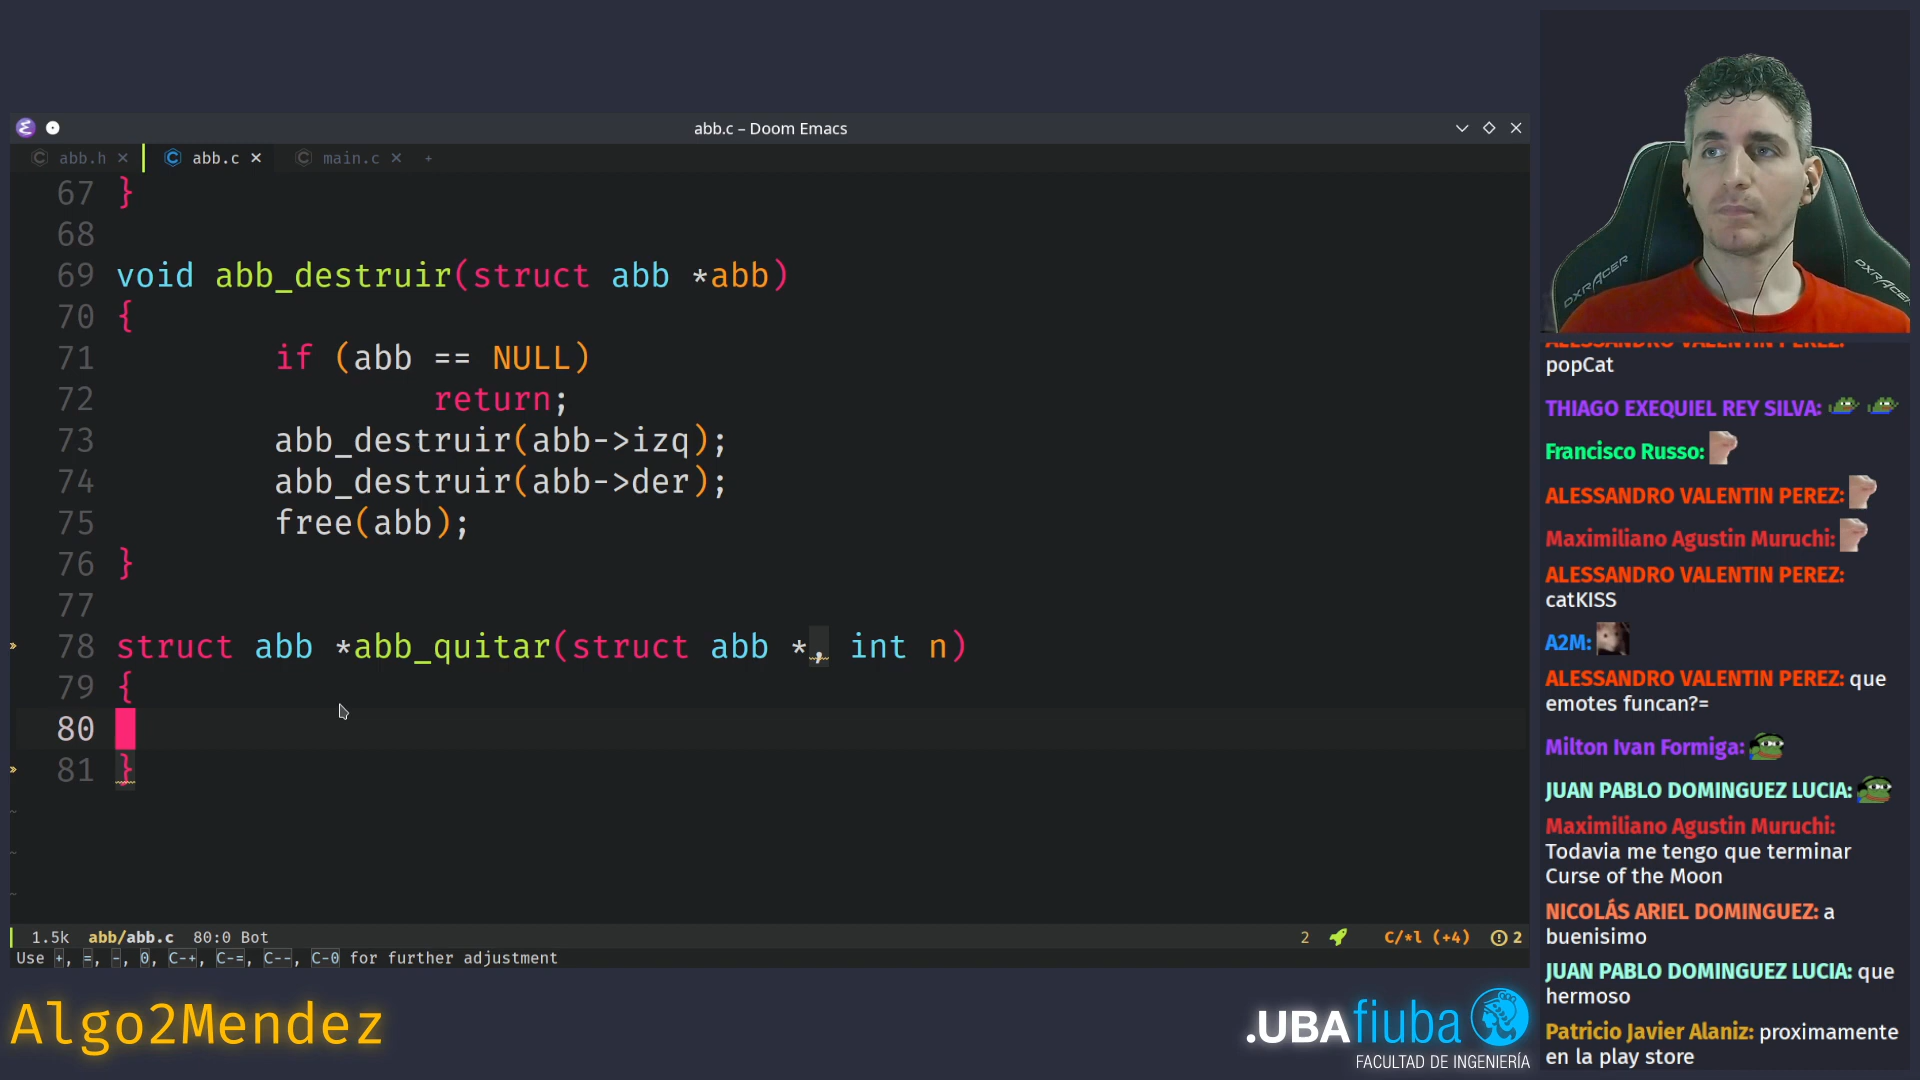 abb.c – Doom Emacs
abb.h
abb.c
main.c
67 }
68
69 void abb_destruir(struct abb *abb)
70 {
71 if (abb == NULL)
72 return;
73 abb_destruir(abb->izq);
74 abb_destruir(abb->der);
75 free(abb);
76 }
77
78 struct abb *abb_quitar(struct abb *, int n)
79 {
80
81 }
1.5k abb/abb.c 80:0 Bot
2 C/*l (+4) 2
Use +, =, -, 0, C-+, C-=, C--, C-0 for further adjustment
Algo2Mendez
.UBAfiuba
FACULTAD DE INGENIERÍA
DXRACER
DXRACER
ALESSANDRO VALENTIN PEREZ:
popCat
THIAGO EXEQUIEL REY SILVA:
Francisco Russo:
ALESSANDRO VALENTIN PEREZ:
Maximiliano Agustin Muruchi:
ALESSANDRO VALENTIN PEREZ:
catKISS
A2M:
ALESSANDRO VALENTIN PEREZ: que
emotes funcan?=
Milton Ivan Formiga:
JUAN PABLO DOMINGUEZ LUCIA:
Maximiliano Agustin Muruchi:
Todavia me tengo que terminar
Curse of the Moon
NICOLÁS ARIEL DOMINGUEZ: a
buenisimo
JUAN PABLO DOMINGUEZ LUCIA: que
hermoso
Patricio Javier Alaniz: proximamente
en la play store